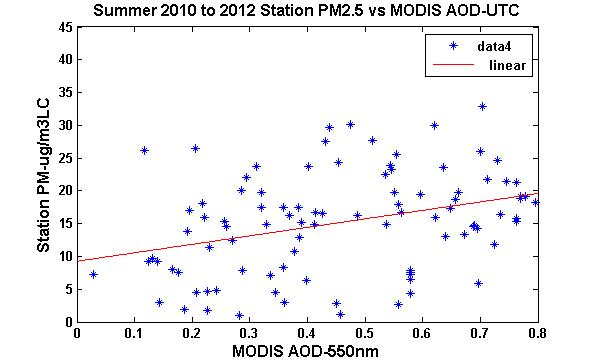 Summer 2010 to 2012 Station PM2.5 vs MODIS AOD-UTC
45
40
35
30
25
20
15
10
5
0
Station PM-ug/m3LC
data4
linear
0 0.1 0.2 0.3 0.4 0.5 0.6 0.7 0.8
MODIS AOD-550nm